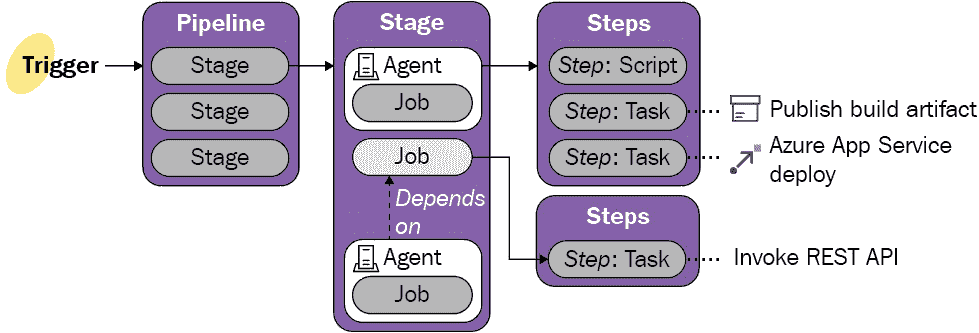 Trigger
Pipeline
Stage
Stage
Stage
Stage
Agent
Job
Job
Depends
on
Agent
Job
Steps
Step: Script
Step: Task
Publish build artifact
Step: Task
Azure App Service
deploy
Steps
Step: Task
Invoke REST API